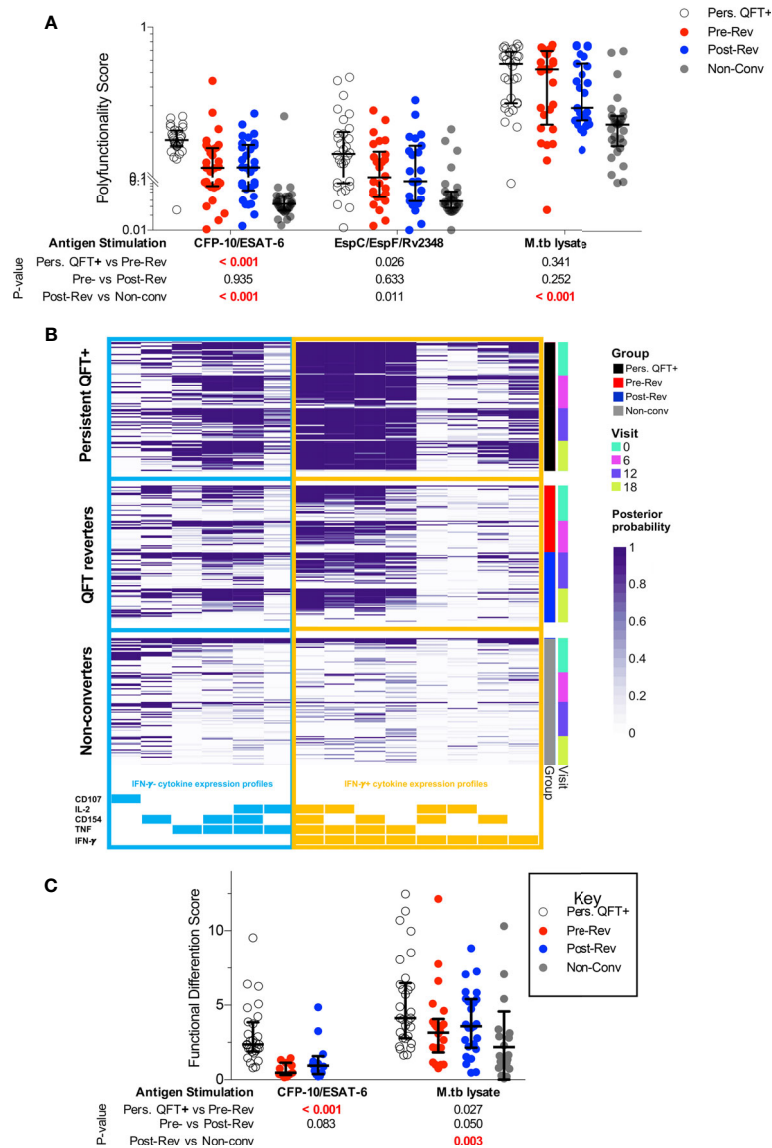 A
Pers. QFT+
Pre-Rev
Post-Rev
Non-Conv
Polyfunctionality Score
1
0.1
0.1
0.01
Antigen Stimulation CFP-10/ESAT-6 EspC/EspF/Rv2348 M.tb lysate
P-value
Pers. QFT+ vs Pre-Rev < 0.001 0.026 0.341
Pre- vs Post-Rev 0.935 0.633 0.252
Post-Rev vs Non-conv < 0.001 0.011 < 0.001
B
Persistent QFT+
QFT reverters
Non-converters
Group
Pers. QFT+
Pre-Rev
Post-Rev
Non-conv
Visit
0
6
12
18
Posterior
probability
1
0.8
0.6
0.4
0.2
0
Group
Visit
IFN-γ- cytokine expression profiles
IFN-γ+ cytokine expression profiles
CD107
IL-2
CD154
TNF
IFN-γ
C
Functional Differention Score
10
5
0
Key
Pers. QFT+
Pre-Rev
Post-Rev
Non-Conv
Antigen Stimulation CFP-10/ESAT-6 M.tb lysate
P-value
Pers. QFT+ vs Pre-Rev < 0.001 0.027
Pre- vs Post-Rev 0.083 0.050
Post-Rev vs Non-conv 0.003